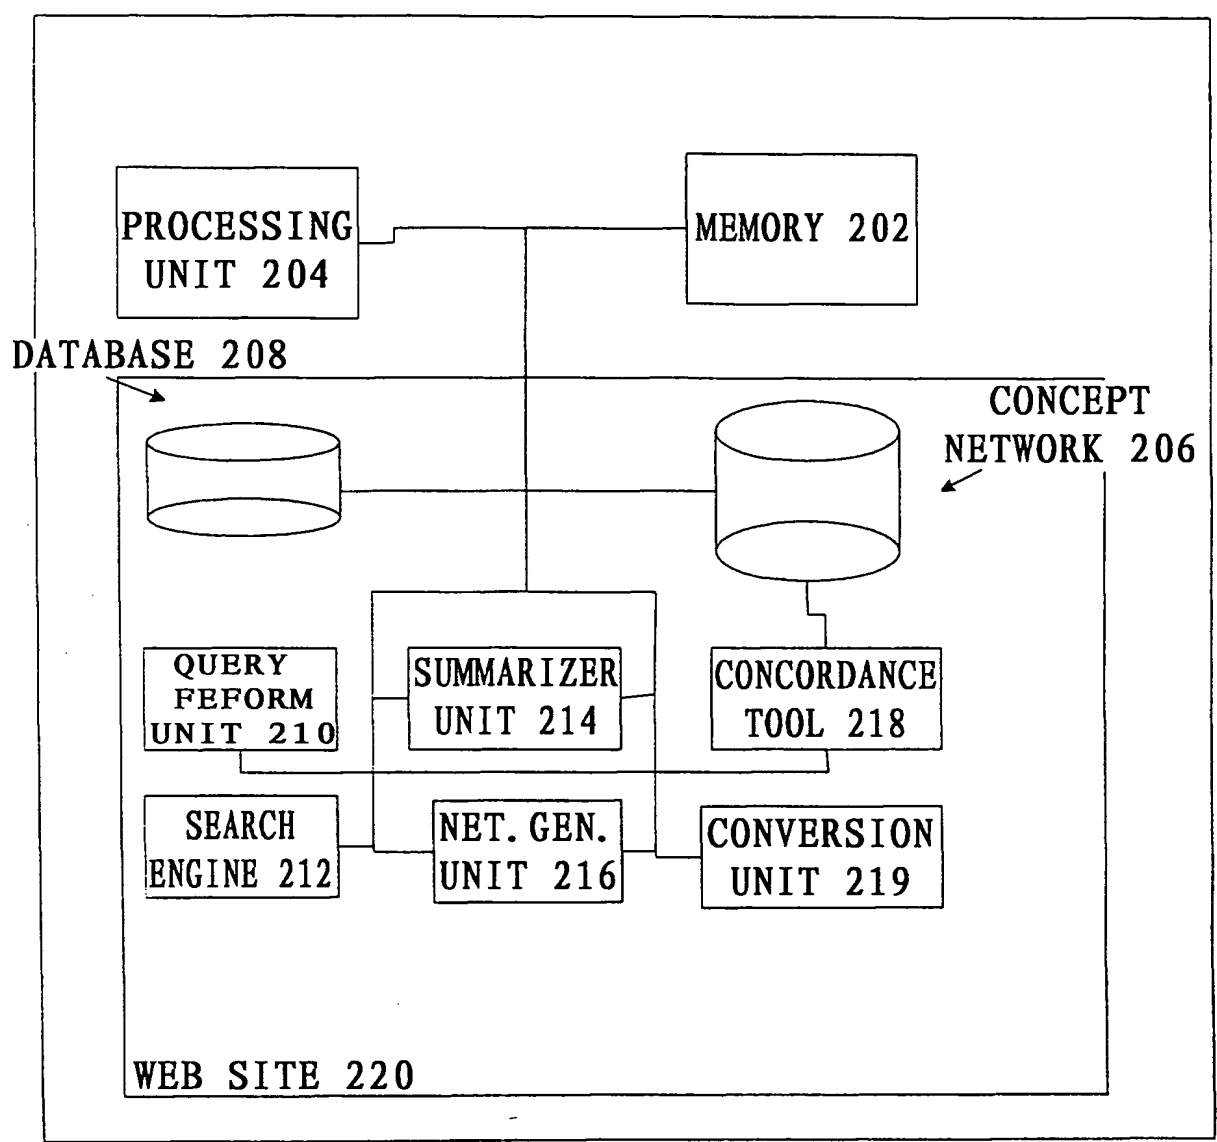 PROCESSING
UNIT 204
MEMORY 202
DATABASE 208
CONCEPT
NETWORK 206
QUERY
FEFORM
UNIT 210
SUMMARIZER
UNIT 214
CONCORDANCE
TOOL 218
SEARCH
ENGINE 212
NET. GEN.
UNIT 216
CONVERSION
UNIT 219
WEB SITE 220